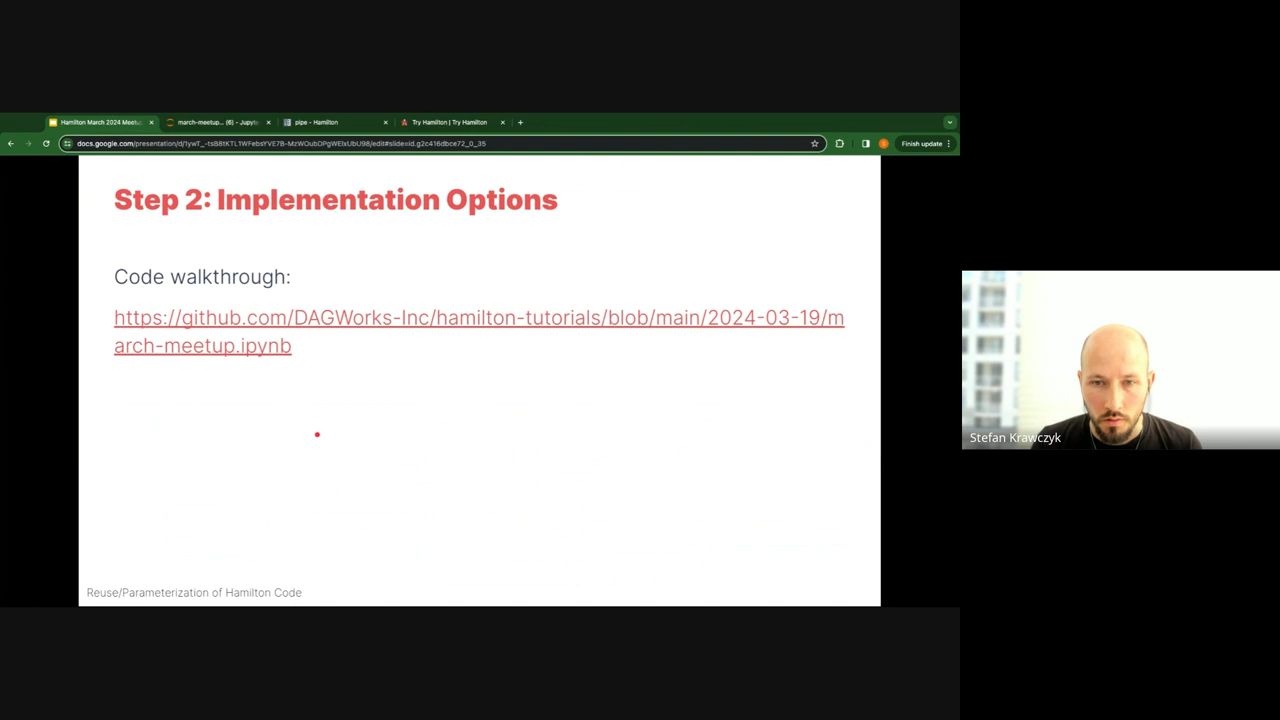 Hamilton March 2024 Meetu
march-meetup... (6) - Jupyte
pipe - Hamilton
Try Hamilton | Try Hamilton
Finish update
Step 2: Implementation Options
Code walkthrough:
https://github.com/DAGWorks-Inc/hamilton-tutorials/blob/main/2024-03-19/m
arch-meetup.ipynb
Stefan Krawczyk
Reuse/Parameterization of Hamilton Code